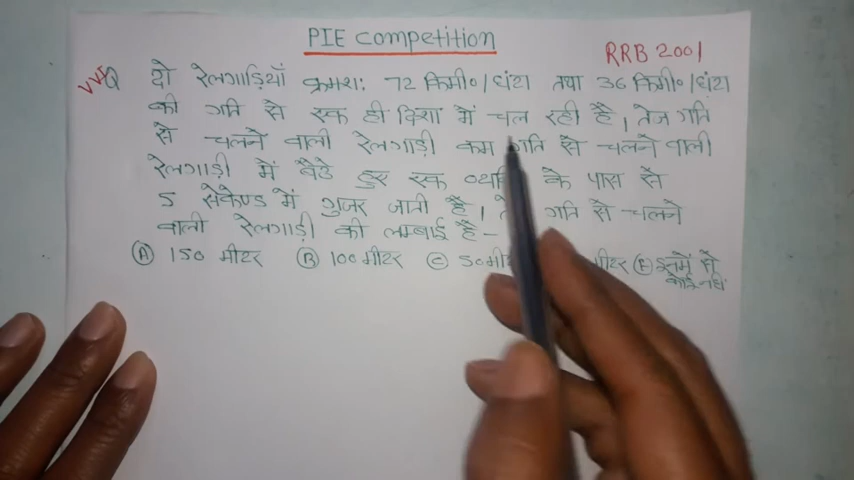 PIE competition
RRB 2001
VVI Q दो रेलगाड़ियाँ क्रमशः 72 किमी०/घंटा तथा 36 किमी०/घंटा
की गति से एक ही दिशा में चल रही है, तेज गति
से चलने वाली रेलगाड़ी कम गति से चलने वाली
रेलगाड़ी में बैठे हुए एक के पास से
5 सेकेण्ड में गुजर जाती है। गति से चलने
वाली रेलगाड़ी की लम्बाई है-
(A) 150 मीटर (B) 100 मीटर (C) 50 मीटर (E) इनमें से
कोई नहीं